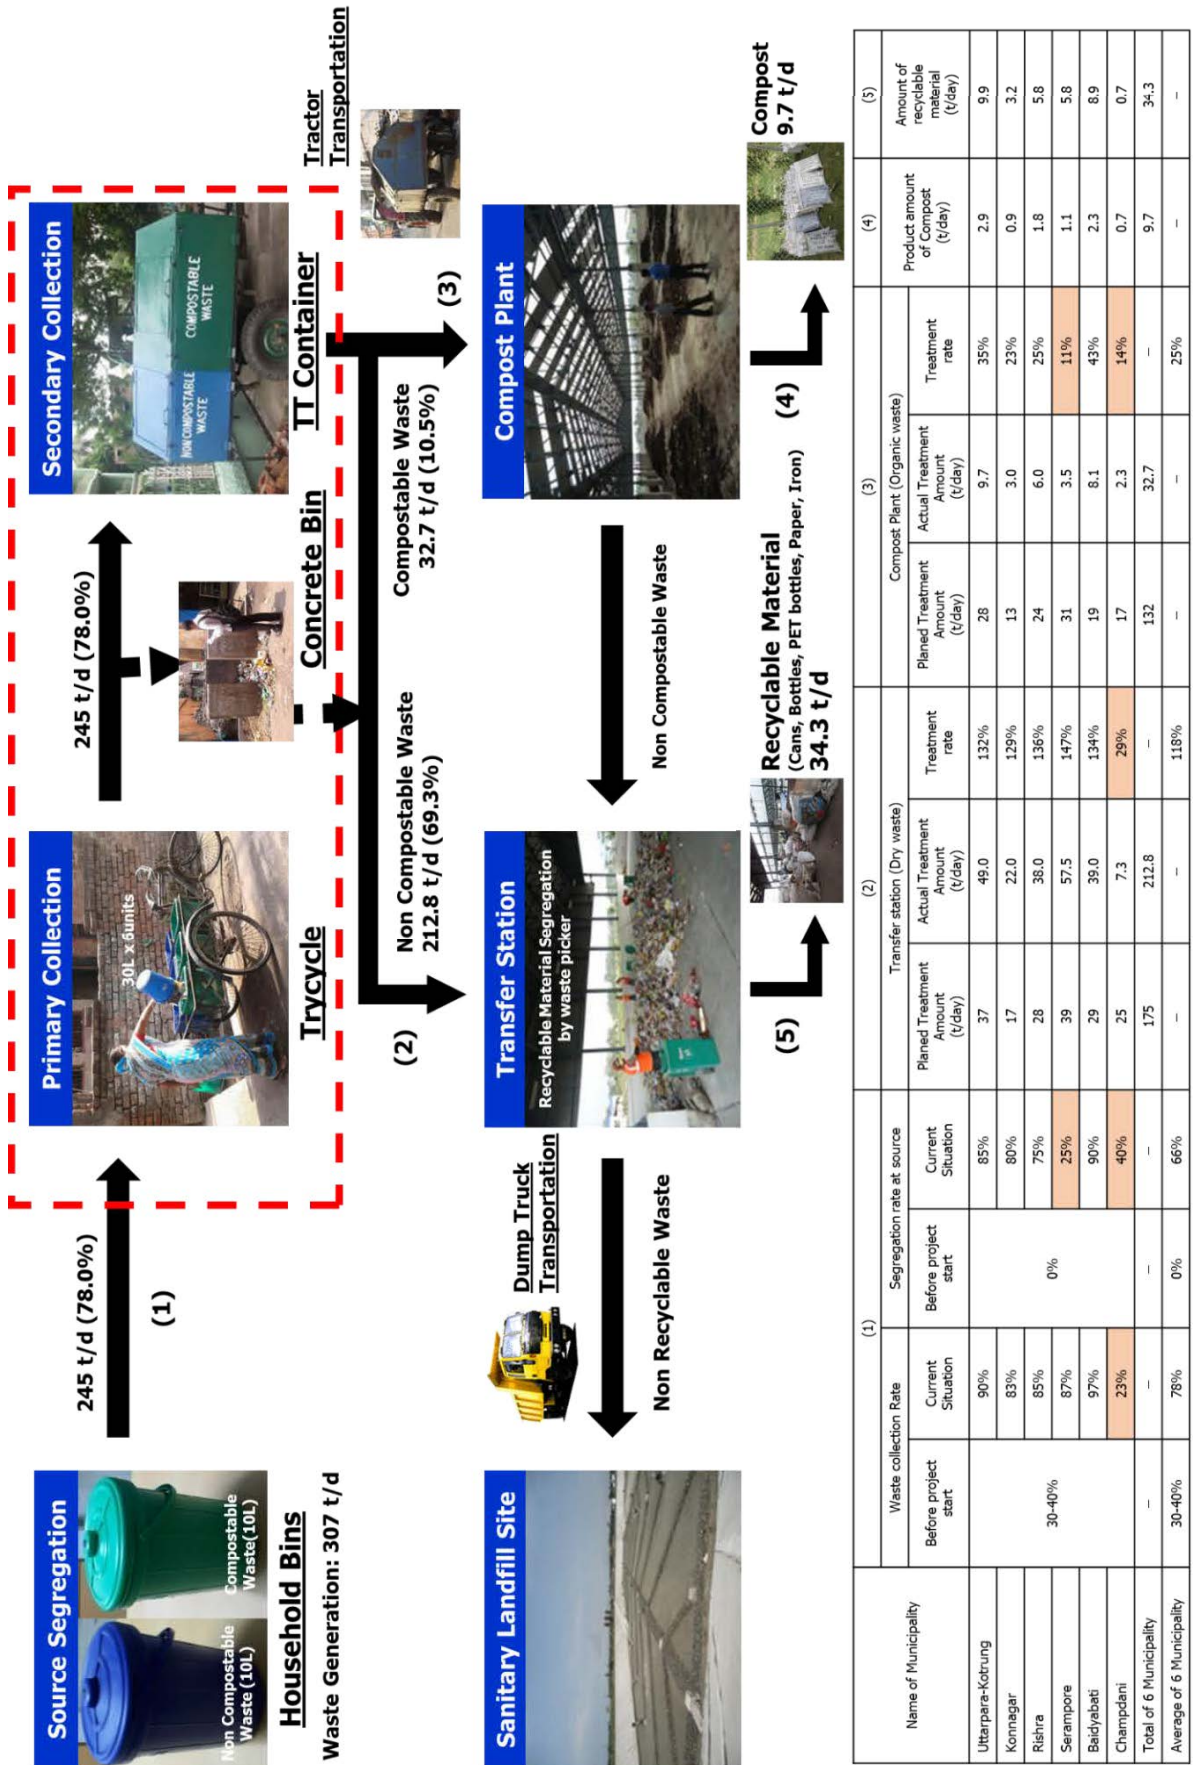 Source Segregation
Non Compostable
Waste (10L)
Compostable
Waste(10L)
Household Bins
Waste Generation: 307 t/d
245 t/d (78.0%)
(1)
Primary Collection
30L x 6units
Trycycle
245 t/d (78.0%)
Concrete Bin
Secondary Collection
NON COMPOSTABLE
WASTE
COMPOSTABLE
WASTE
TT Container
Tractor
Transportation
(2)
Non Compostable Waste
212.8 t/d (69.3%)
Compostable Waste
32.7 t/d (10.5%)
(3)
Sanitary Landfill Site
Dump Truck
Transportation
Non Recyclable Waste
Transfer Station
Recyclable Material Segregation
by waste picker
Non Compostable Waste
Compost Plant
(5)
Recyclable Material
(Cans, Bottles, PET bottles, Paper, Iron)
34.3 t/d
(4)
Compost
9.7 t/d
Name of Municipality (1) (2) (3) (4) (5)
Waste collection Rate Segregation rate at source Transfer station (Dry waste) Compost Plant (Organic waste) Product amount of Compost (t/day) Amount of recyclable material (t/day)
Before project start Current Situation Before project start Current Situation Planed Treatment Amount (t/day) Actual Treatment Amount (t/day) Treatment rate Planed Treatment Amount (t/day) Actual Treatment Amount (t/day) Treatment rate
Uttarpara-Kotrung 30-40% 90% 0% 85% 37 49.0 132% 28 9.7 35% 2.9 9.9
Konnagar 83% 80% 17 22.0 129% 13 3.0 23% 0.9 3.2
Rishra 85% 75% 28 38.0 136% 24 6.0 25% 1.8 5.8
Serampore 87% 25% 39 57.5 147% 31 3.5 11% 1.1 5.8
Baidyabati 97% 90% 29 39.0 134% 19 8.1 43% 2.3 8.9
Champdani 23% 40% 25 7.3 29% 17 2.3 14% 0.7 0.7
Total of 6 Municipality – – – – 175 212.8 – 132 32.7 – 9.7 34.3
Average of 6 Municipality 30-40% 78% 0% 66% – – 118% – – 25% – –